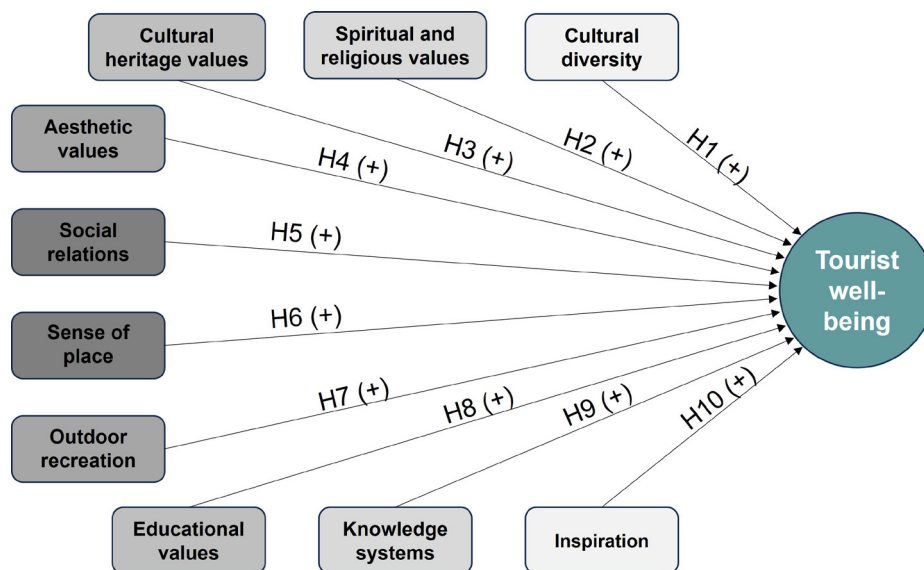 Cultural
heritage values
Spiritual and
religious values
Cultural
diversity
Aesthetic
values
Social
relations
Sense of
place
Outdoor
recreation
Educational
values
Knowledge
systems
Inspiration
H1 (+)
H2 (+)
H3 (+)
H4 (+)
H5 (+)
H6 (+)
H7 (+)
H8 (+)
H9 (+)
H10 (+)
Tourist
well-
being